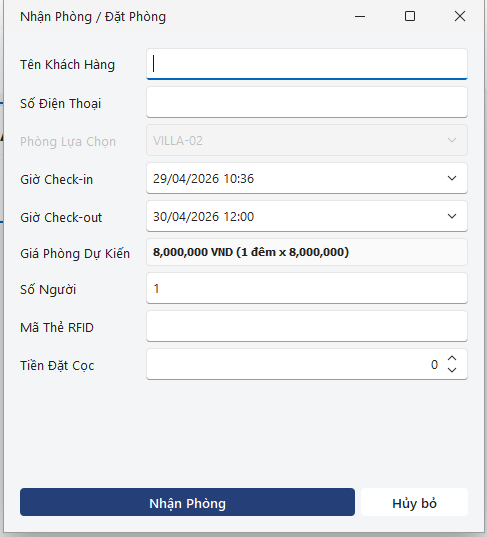 Nhận Phòng / Đặt Phòng
Tên Khách Hàng
Số Điện Thoại
Phòng Lựa Chọn VILLA-02
Giờ Check-in 29/04/2026 10:36
Giờ Check-out 30/04/2026 12:00
Giá Phòng Dự Kiến 8,000,000 VND (1 đêm x 8,000,000)
Số Người 1
Mã Thẻ RFID
Tiền Đặt Cọc 0
Nhận Phòng Hủy bỏ